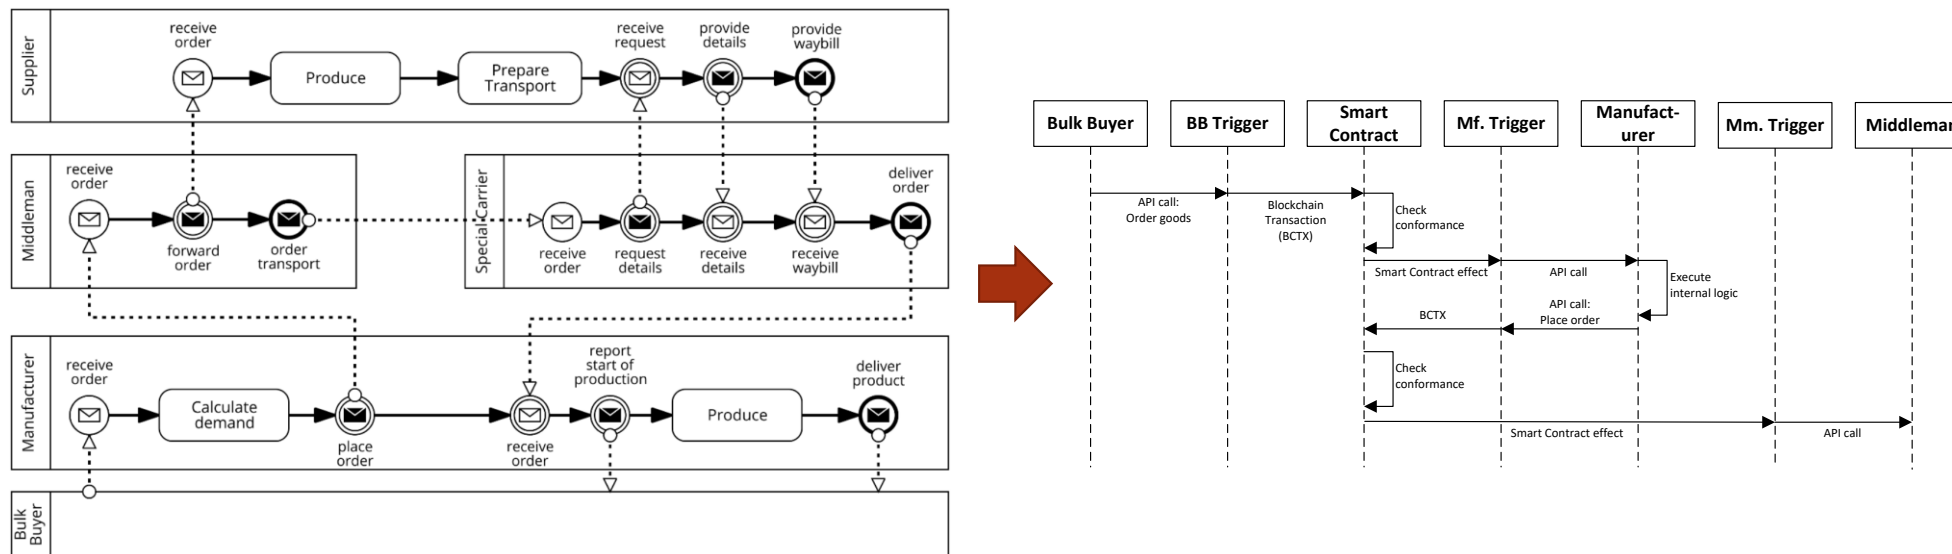 Supplier
receive
order
Produce
Prepare
Transport
receive
request
provide
details
provide
waybill
Middleman
receive
order
forward
order
order
transport
Special Carrier
receive
order
request
details
receive
details
receive
waybill
deliver
order
Manufacturer
receive
order
Calculate
demand
place
order
receive
order
report
start of
production
Produce
deliver
product
Bulk
Buyer
Bulk Buyer
BB Trigger
Smart
Contract
Mf. Trigger
Manufact-
urer
Mm. Trigger
Middleman
API call:
Order goods
Blockchain
Transaction
(BCTX)
Check
conformance
Smart Contract effect
API call
Execute
internal logic
API call:
Place order
BCTX
Check
conformance
Smart Contract effect
API call